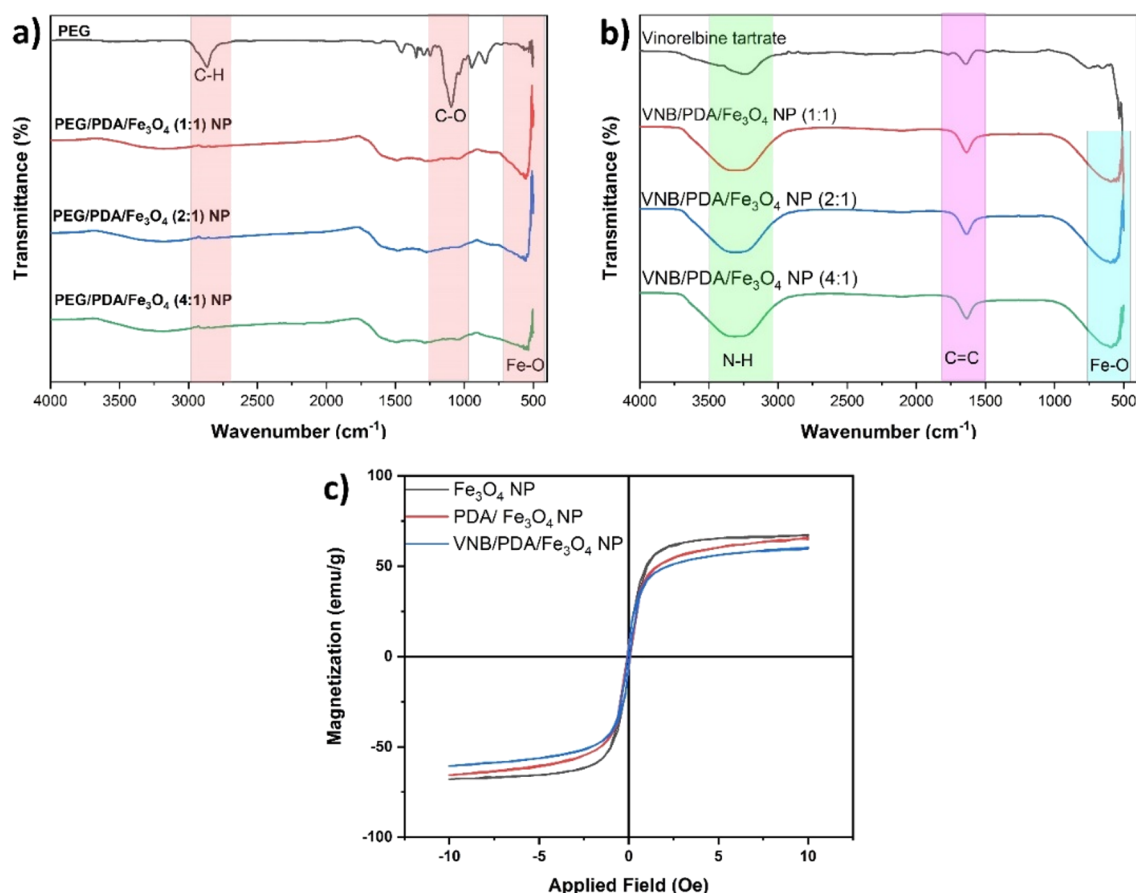 a)
PEG
C-H
C-O
PEG/PDA/Fe₃O₄ (1:1) NP
PEG/PDA/Fe₃O₄ (2:1) NP
PEG/PDA/Fe₃O₄ (4:1) NP
Fe-O
Transmittance (%)
4000 3500 3000 2500 2000 1500 1000 500
Wavenumber (cm⁻¹)
b)
Vinorelbine tartrate
VNB/PDA/Fe₃O₄ NP (1:1)
VNB/PDA/Fe₃O₄ NP (2:1)
VNB/PDA/Fe₃O₄ NP (4:1)
N-H
C=C
Fe-O
Transmittance (%)
4000 3500 3000 2500 2000 1500 1000 500
Wavenumber (cm⁻¹)
c)
Fe₃O₄ NP
PDA/ Fe₃O₄ NP
VNB/PDA/Fe₃O₄ NP
Magnetization (emu/g)
100
50
0
-50
-100
-10 -5 0 5 10
Applied Field (Oe)